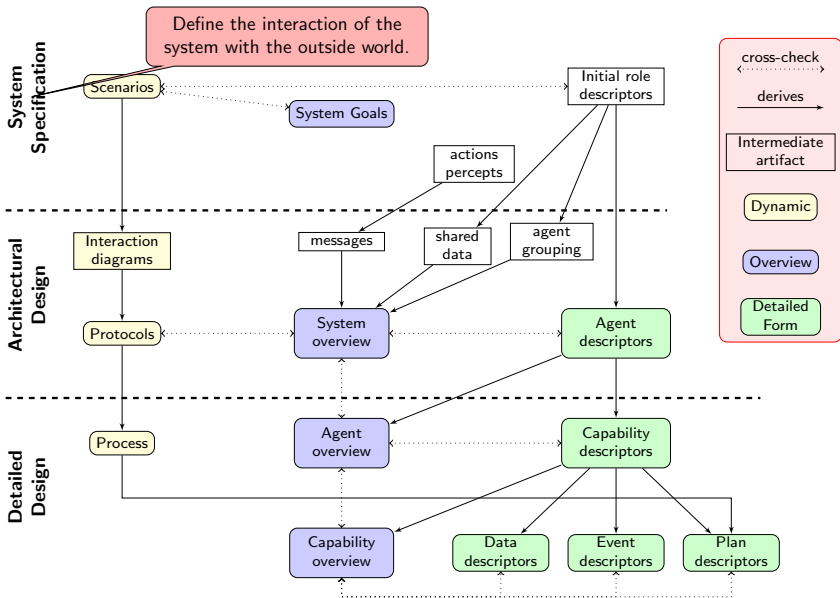 Define the interaction of the
system with the outside world.
System
Specification
Scenarios
System Goals
Initial role
descriptors
actions
percepts
Architectural
Design
Interaction
diagrams
messages
shared
data
agent
grouping
Protocols
System
overview
Agent
descriptors
Detailed
Design
Process
Agent
overview
Capability
descriptors
Capability
overview
Data
descriptors
Event
descriptors
Plan
descriptors
cross-check
derives
Intermediate
artifact
Dynamic
Overview
Detailed
Form